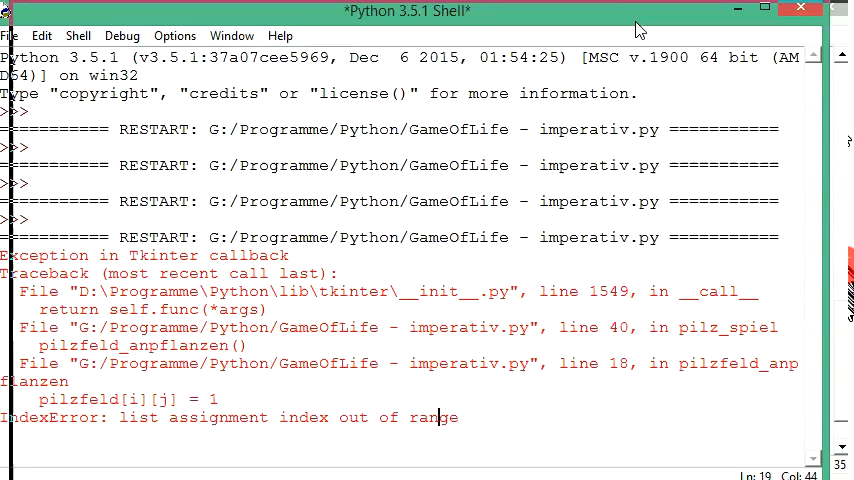 *Python 3.5.1 Shell*
File Edit Shell Debug Options Window Help
Python 3.5.1 (v3.5.1:37a07cee5969, Dec  6 2015, 01:54:25) [MSC v.1900 64 bit (AM
D64)] on win32
Type "copyright", "credits" or "license()" for more information.
>>>
=========== RESTART: G:/Programme/Python/GameOfLife - imperativ.py ===========
>>>
=========== RESTART: G:/Programme/Python/GameOfLife - imperativ.py ===========
>>>
=========== RESTART: G:/Programme/Python/GameOfLife - imperativ.py ===========
>>>
=========== RESTART: G:/Programme/Python/GameOfLife - imperativ.py ===========
Exception in Tkinter callback
Traceback (most recent call last):
  File "D:\Programme\Python\lib\tkinter\__init__.py", line 1549, in __call__
    return self.func(*args)
  File "G:/Programme/Python/GameOfLife - imperativ.py", line 40, in pilz_spiel
    pilzfeld_anpflanzen()
  File "G:/Programme/Python/GameOfLife - imperativ.py", line 18, in pilzfeld_anp
flanzen
    pilzfeld[i][j] = 1
IndexError: list assignment index out of range
35
Ln: 19 Col: 44